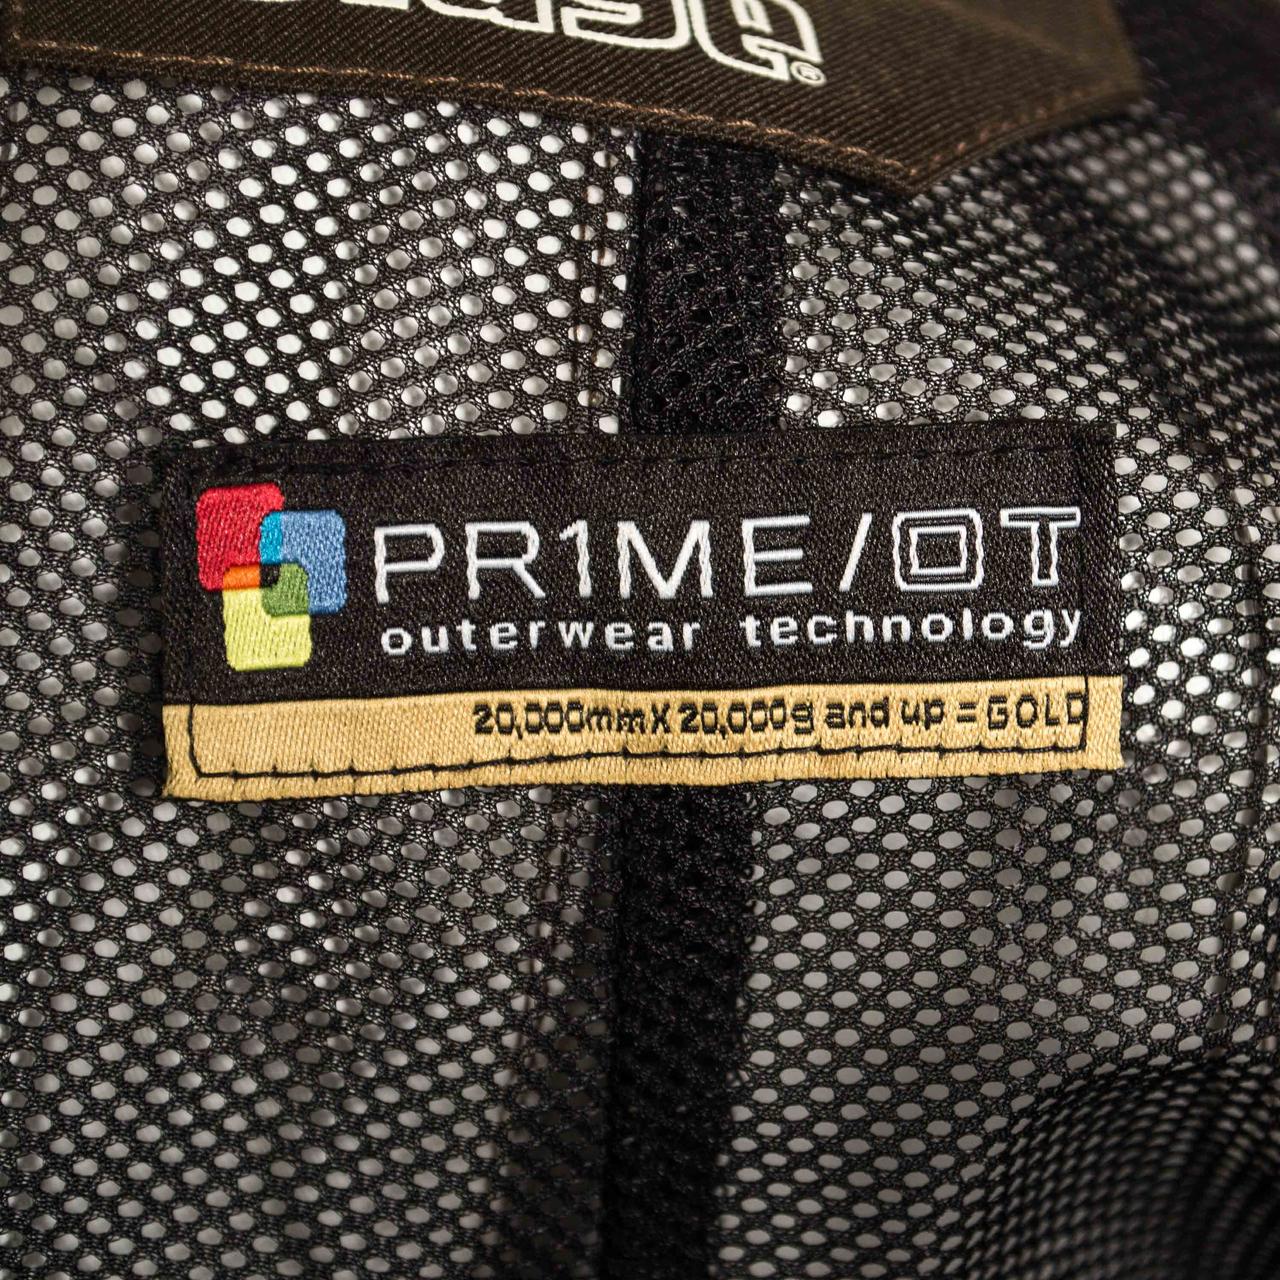 PR1ME/OT
outerwear technology
20,000mm X 20,000g and up = GOLD